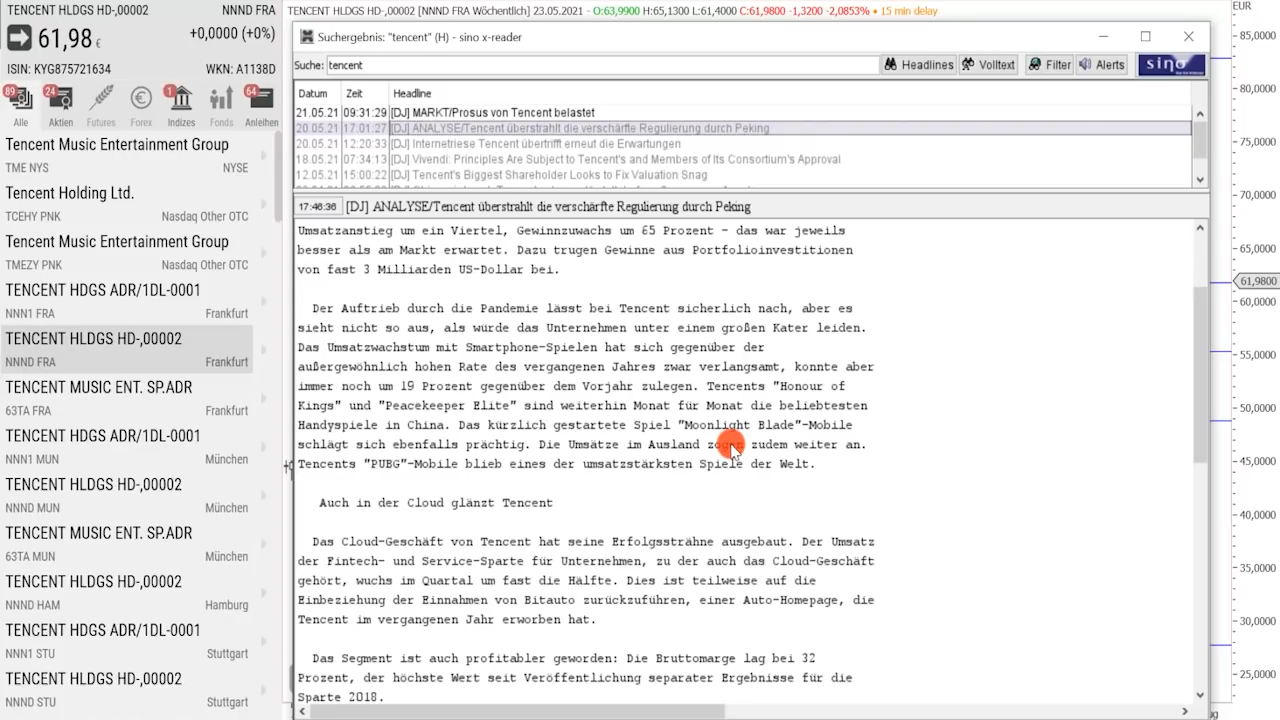 TENCENT HLDGS HD-,00002 NNND FRA
61,98 € +0,0000 (+0%)
ISIN: KYG875721634 WKN: A1138D
89 24 1 64
Alle Aktien Futures Forex Indizes Fonds Anleihen
Tencent Music Entertainment Group
TME NYS NYSE
Tencent Holding Ltd.
TCEHY PNK Nasdaq Other OTC
Tencent Music Entertainment Group
TMEZY PNK Nasdaq Other OTC
TENCENT HDGS ADR/1DL-0001
NNN1 FRA Frankfurt
TENCENT HLDGS HD-,00002
NNND FRA Frankfurt
TENCENT MUSIC ENT. SP.ADR
63TA FRA Frankfurt
TENCENT HDGS ADR/1DL-0001
NNN1 MUN München
TENCENT HLDGS HD-,00002
NNND MUN München
TENCENT MUSIC ENT. SP.ADR
63TA MUN München
TENCENT HLDGS HD-,00002
NNND HAM Hamburg
TENCENT HDGS ADR/1DL-0001
NNN1 STU Stuttgart
TENCENT HLDGS HD-,00002
NNND STU Stuttgart
TENCENT HLDGS HD-,00002 [NNND FRA Wöchentlich] 23.05.2021 - O:63,9900 H:65,1300 L:61,4000 C:61,9800 -1,3200 -2,0853% • 15 min delay
Suchergebnis: "tencent" (H) - sino x-reader
Suche: tencent Headlines Volltext Filter Alerts sino
Datum Zeit Headline
21.05.21 09:31:29 [DJ] MARKT/Prosus von Tencent belastet
20.05.21 17:01:27 [DJ] ANALYSE/Tencent überstrahlt die verschärfte Regulierung durch Peking
20.05.21 12:20:33 [DJ] Internetriese Tencent übertrifft erneut die Erwartungen
18.05.21 07:34:13 [DJ] Vivendi: Principles Are Subject to Tencent's and Members of Its Consortium's Approval
12.05.21 15:00:22 [DJ] Tencent's Biggest Shareholder Looks to Fix Valuation Snag
17:46:36 [DJ] ANALYSE/Tencent überstrahlt die verschärfte Regulierung durch Peking
Umsatzanstieg um ein Viertel, Gewinnzuwachs um 65 Prozent - das war jeweils
besser als am Markt erwartet. Dazu trugen Gewinne aus Portfolioinvestitionen
von fast 3 Milliarden US-Dollar bei.
Der Auftrieb durch die Pandemie lässt bei Tencent sicherlich nach, aber es
sieht nicht so aus, als würde das Unternehmen unter einem großen Kater leiden.
Das Umsatzwachstum mit Smartphone-Spielen hat sich gegenüber der
außergewöhnlich hohen Rate des vergangenen Jahres zwar verlangsamt, konnte aber
immer noch um 19 Prozent gegenüber dem Vorjahr zulegen. Tencents "Honour of
Kings" und "Peacekeeper Elite" sind weiterhin Monat für Monat die beliebtesten
Handyspiele in China. Das kürzlich gestartete Spiel "Moonlight Blade"-Mobile
schlägt sich ebenfalls prächtig. Die Umsätze im Ausland zogen zudem weiter an.
Tencents "PUBG"-Mobile blieb eines der umsatzstärksten Spiele der Welt.
Auch in der Cloud glänzt Tencent
Das Cloud-Geschäft von Tencent hat seine Erfolgssträhne ausgebaut. Der Umsatz
der Fintech- und Service-Sparte für Unternehmen, zu der auch das Cloud-Geschäft
gehört, wuchs im Quartal um fast die Hälfte. Dies ist teilweise auf die
Einbeziehung der Einnahmen von Bitauto zurückzuführen, einer Auto-Homepage, die
Tencent im vergangenen Jahr erworben hat.
Das Segment ist auch profitabler geworden: Die Bruttomarge lag bei 32
Prozent, der höchste Wert seit Veröffentlichung separater Ergebnisse für die
Sparte 2018.
EUR
85,0000
80,0000
75,0000
70,0000
65,0000
61,9800
60,0000
55,0000
50,0000
45,0000
40,0000
35,0000
30,0000
25,0000